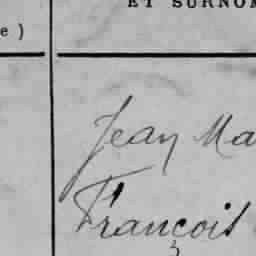 ET SURNOM
e )
Jean Ma
François